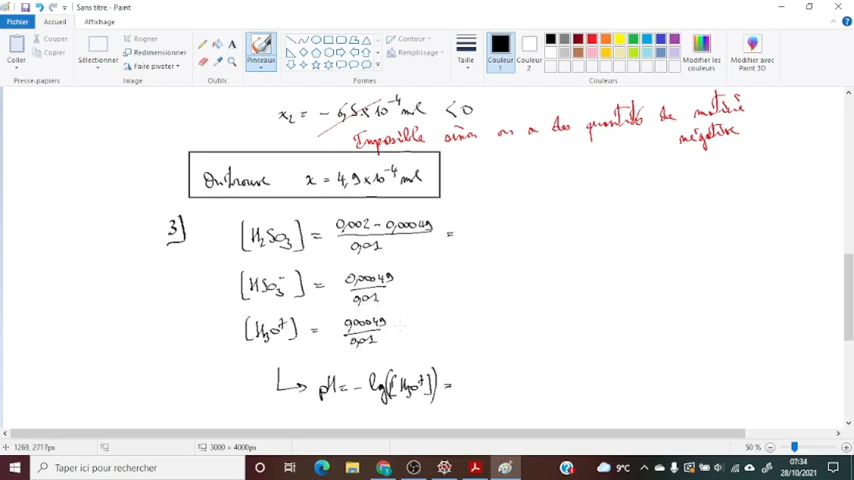 Sans titre - Paint
Fichier Accueil Affichage
Coller
Couper
Copier
Presse-papiers
Sélectionner
Rogner
Redimensionner
Faire pivoter
Image
Outils
Pinceaux
Contour
Remplissage
Formes
Taille
Couleur 1
Couleur 2
Couleurs
Modifier les couleurs
Modifier avec Paint 3D
x₂ = - 6,5 x 10⁻⁴ mol < 0
Impossible sinon on a des quantités de matière
négative
On trouve x = 4,9 x 10⁻⁴ mol
3] [H₂SO₃] = (0,002 - 0,00049)/0,01 =
[HSO₃⁻] = 0,00049/0,01
[H₃O⁺] = 0,00049/0,01
↳ pH = - log([H₃O⁺]) =
1269, 2717px
3000 × 4000px
50 %
Taper ici pour rechercher
9°C
07:34
28/10/2021